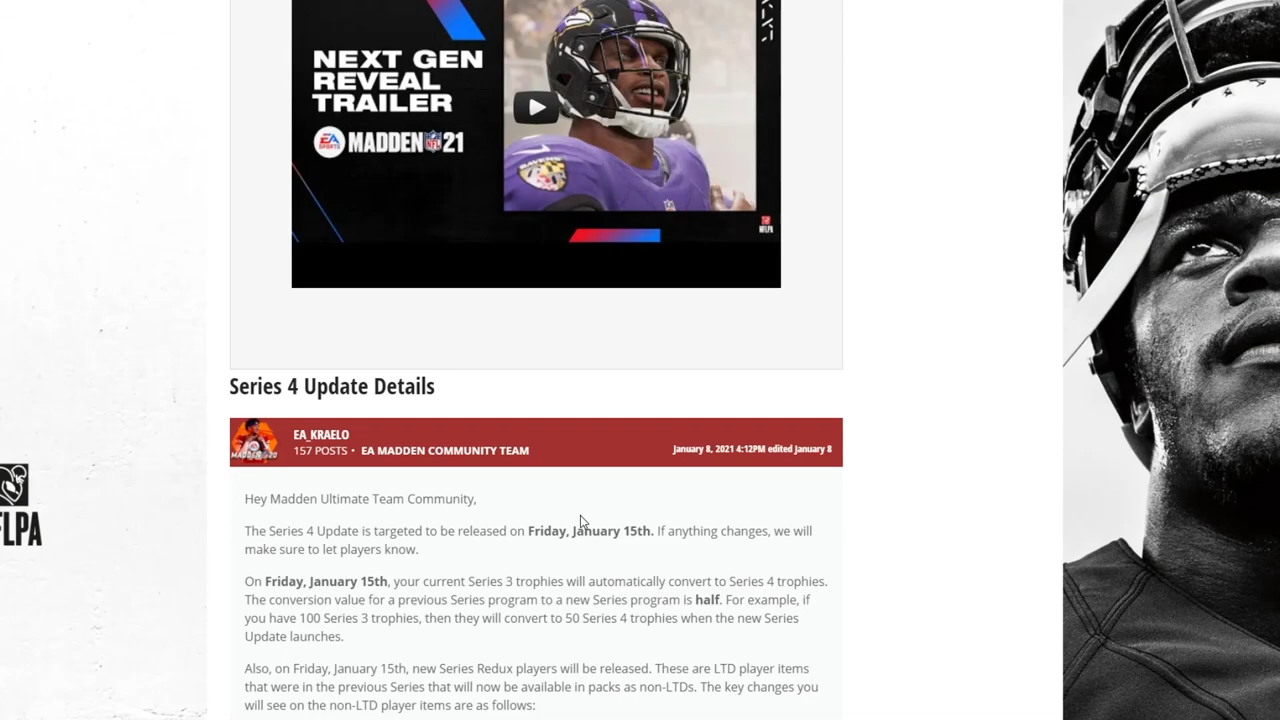 NEXT GEN
REVEAL
TRAILER
EA SPORTS MADDEN NFL 21
RAVENS
NFLPA
Series 4 Update Details
EA_KRAELO
157 POSTS • EA MADDEN COMMUNITY TEAM
January 8, 2021 4:12PM edited January 8
MADDEN 20
Hey Madden Ultimate Team Community,
The Series 4 Update is targeted to be released on Friday, January 15th. If anything changes, we will
make sure to let players know.
FLPA
On Friday, January 15th, your current Series 3 trophies will automatically convert to Series 4 trophies.
The conversion value for a previous Series program to a new Series program is half. For example, if
you have 100 Series 3 trophies, then they will convert to 50 Series 4 trophies when the new Series
Update launches.
Also, on Friday, January 15th, new Series Redux players will be released. These are LTD player items
that were in the previous Series that will now be available in packs as non-LTDs. The key changes you
will see on the non-LTD player items are as follows: